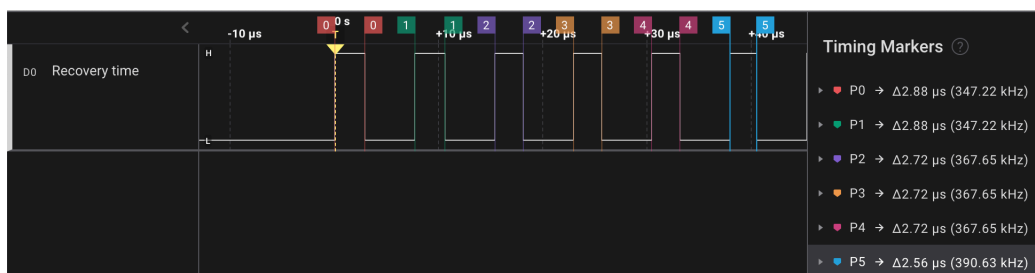 -10 µs
0 s
+10 µs
+20 µs
+30 µs
+40 µs
0 0 1 1 2 2 3 3 4 4 5 5
T
D0 Recovery time
H
L
Timing Markers ?
P0 → Δ2.88 µs (347.22 kHz)
P1 → Δ2.88 µs (347.22 kHz)
P2 → Δ2.72 µs (367.65 kHz)
P3 → Δ2.72 µs (367.65 kHz)
P4 → Δ2.72 µs (367.65 kHz)
P5 → Δ2.56 µs (390.63 kHz)